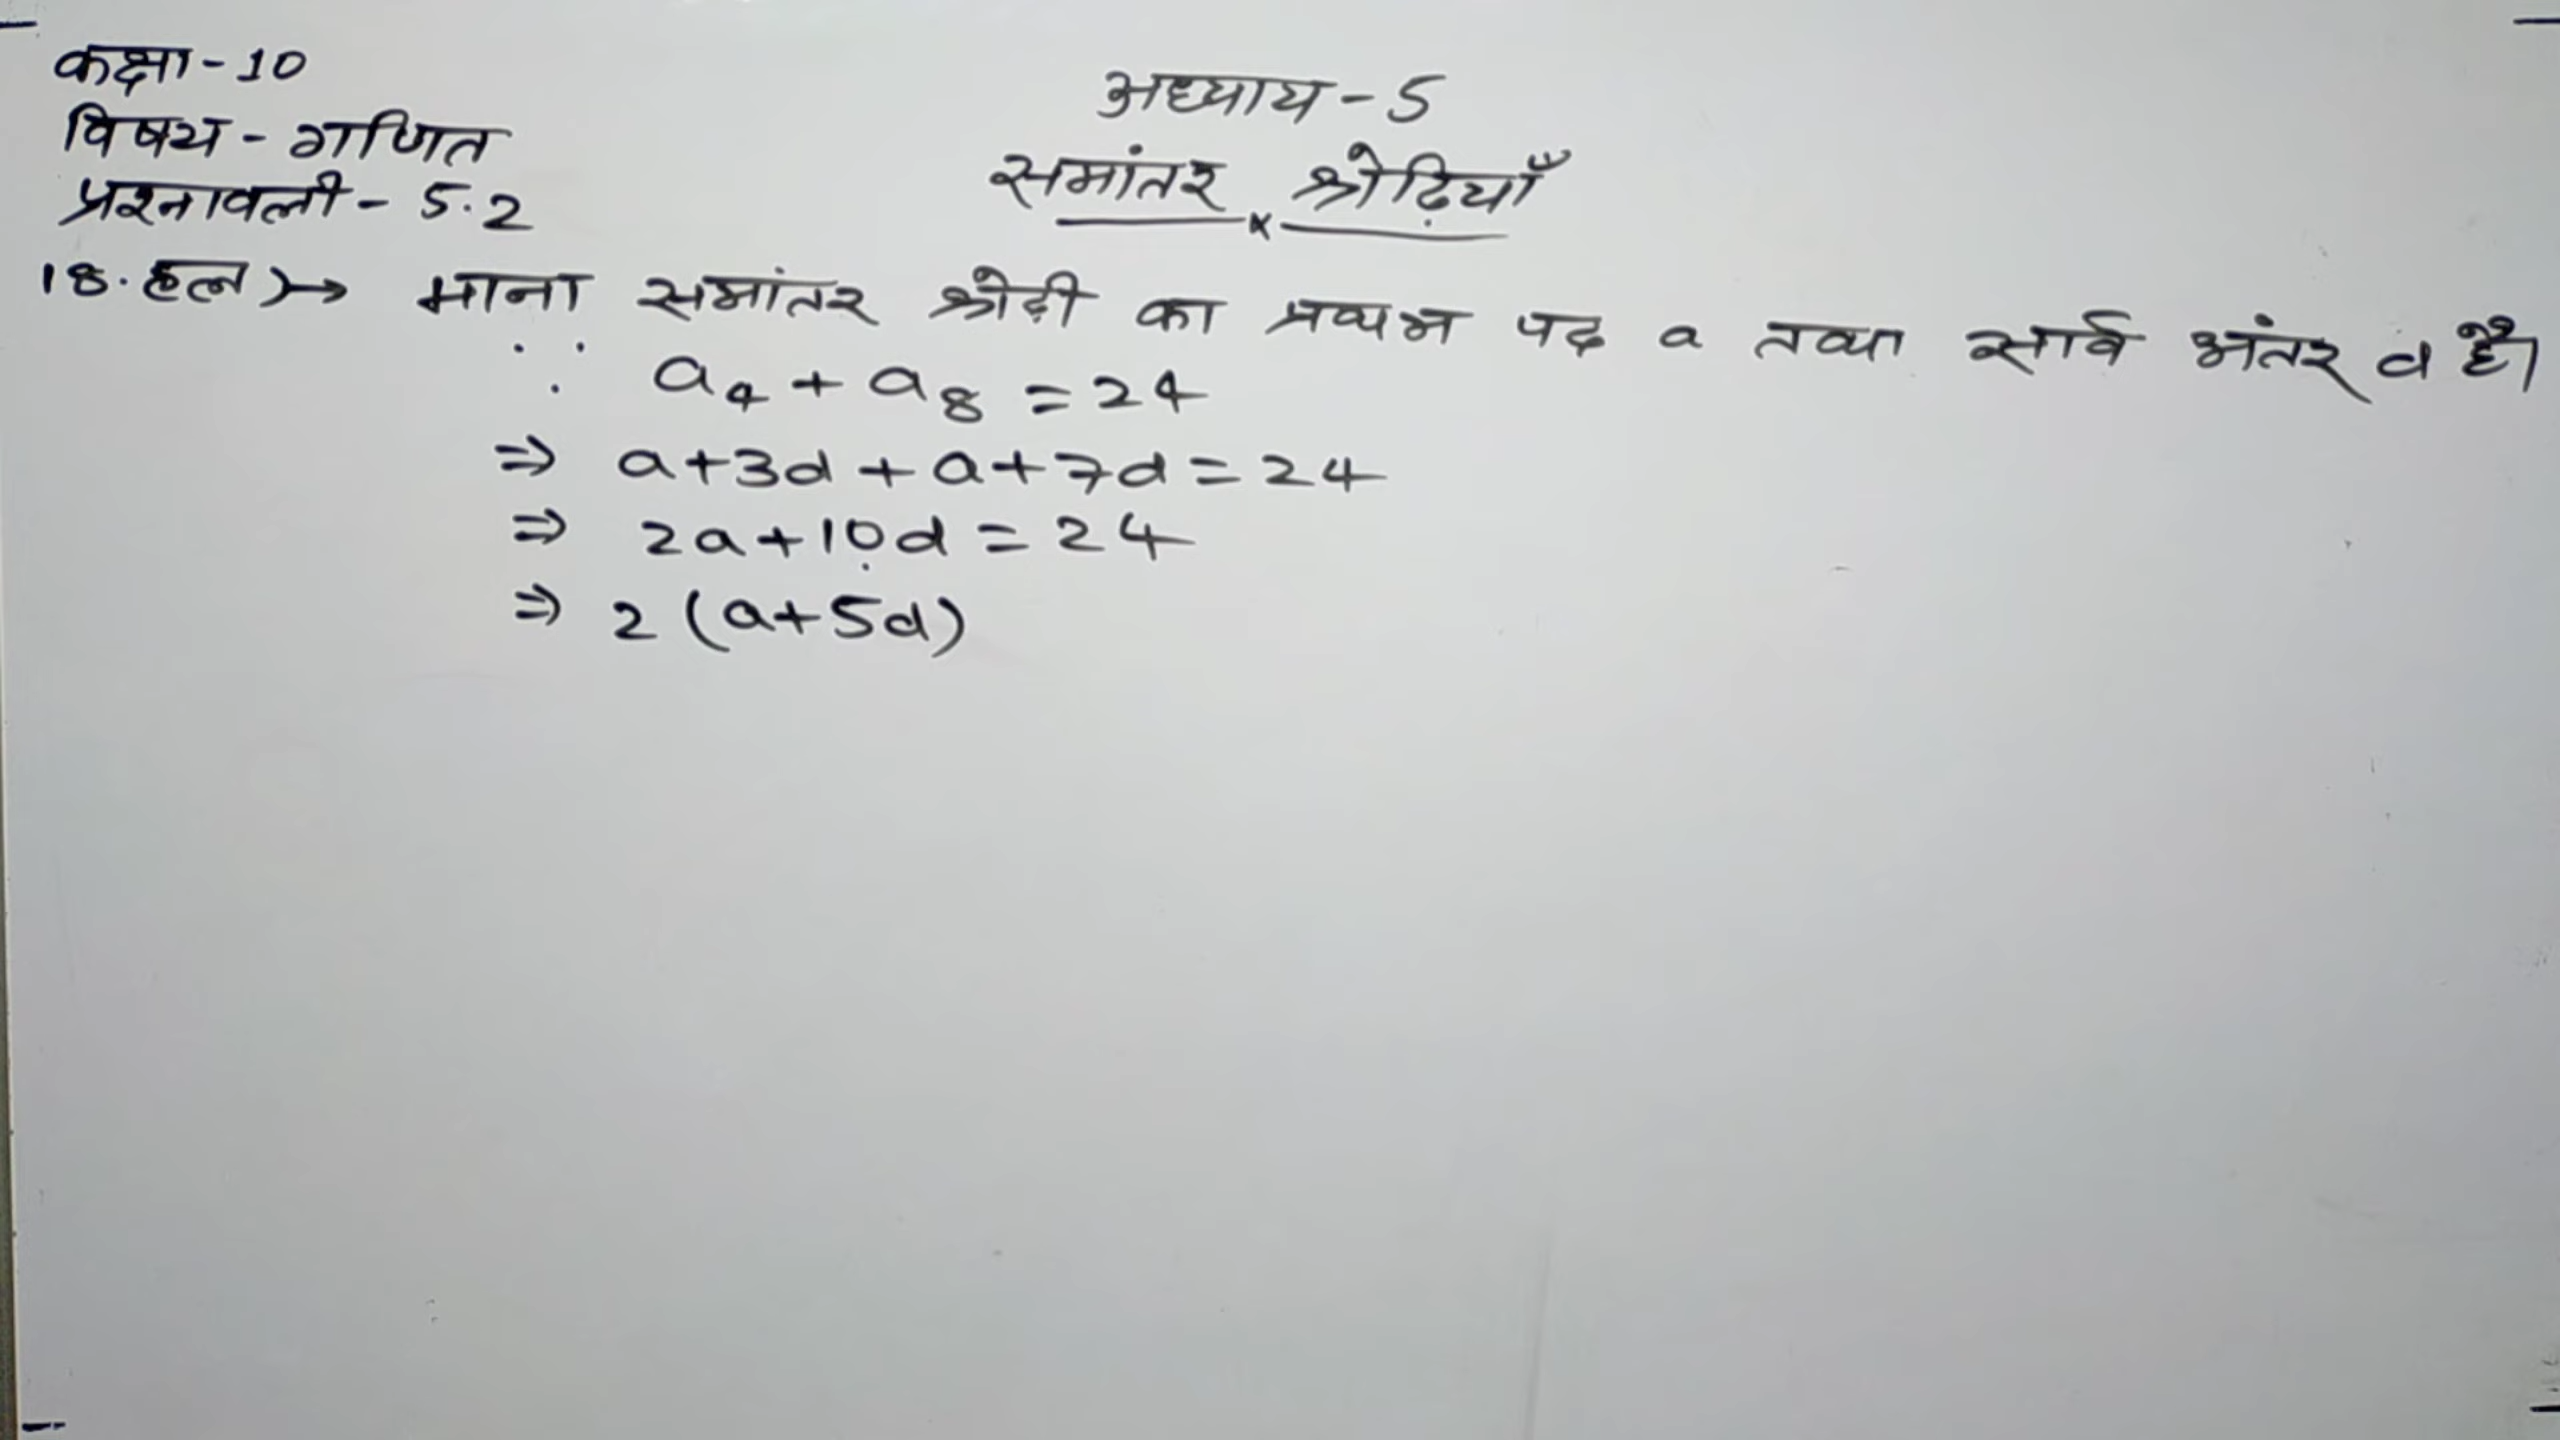 कक्षा - 10
विषय - गणित
प्रश्नावली - 5.2
अध्याय - 5
समांतर श्रेढ़ियाँ
18. हल → माना समांतर श्रेढ़ी का प्रथम पद a तथा सार्व अंतर d है।
∵ a₄ + a₈ = 24
⇒ a+3d + a+7d = 24
⇒ 2a+10d = 24
⇒ 2 (a+5d)